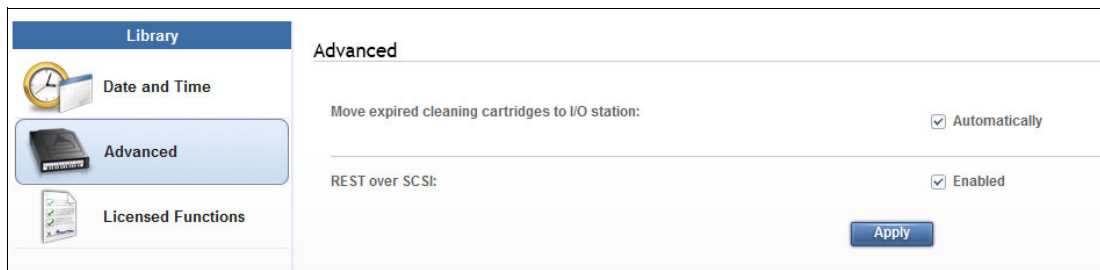 Library
Date and Time
Advanced
Licensed Functions
Advanced
Move expired cleaning cartridges to I/O station:
Automatically
REST over SCSI:
Enabled
Apply